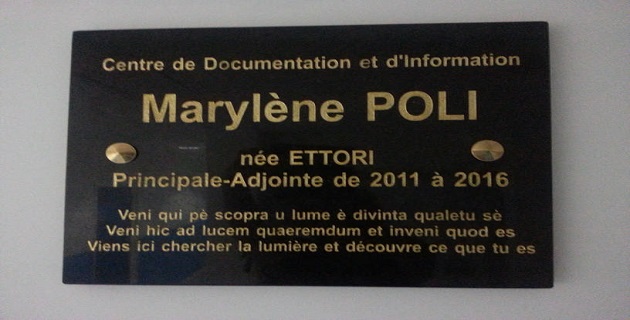 Centre de Documentation et d'Information
Marylène POLI
née ETTORI
Principale-Adjointe de 2011 à 2016
Veni qui pè scopra u lume è divinta qualetu sè
Veni hic ad lucem quaeremdum et inveni quod es
Viens ici chercher la lumière et découvre ce que tu es